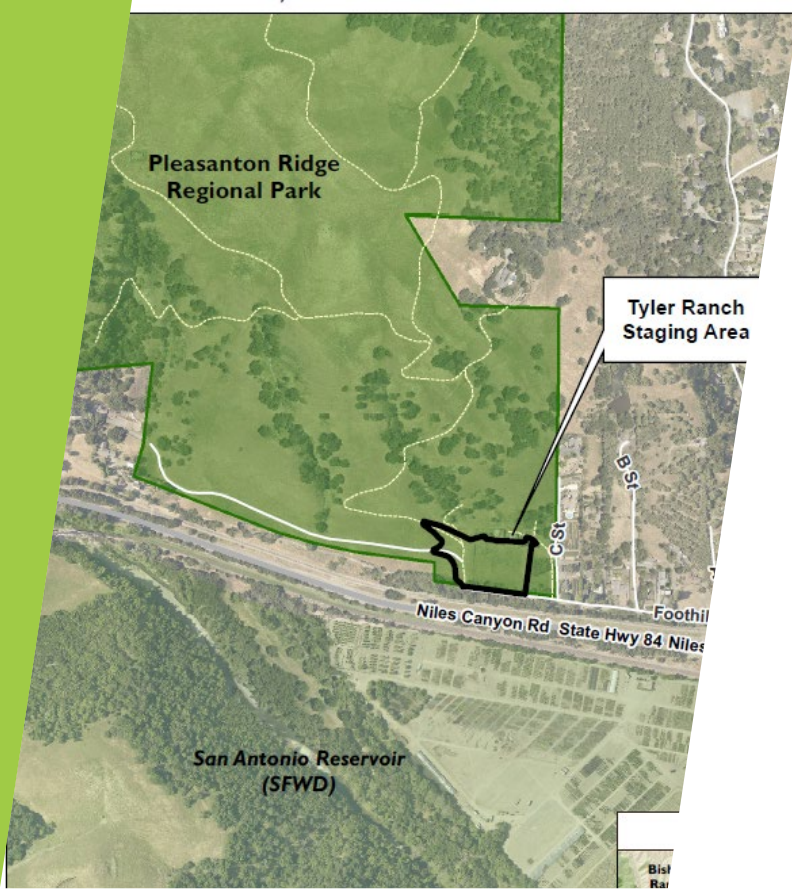 Pleasanton Ridge
Regional Park
Tyler Ranch
Staging Area
B St
C St
Foothil
Niles Canyon Rd State Hwy 84 Niles
San Antonio Reservoir
(SFWD)
Bish
Ran